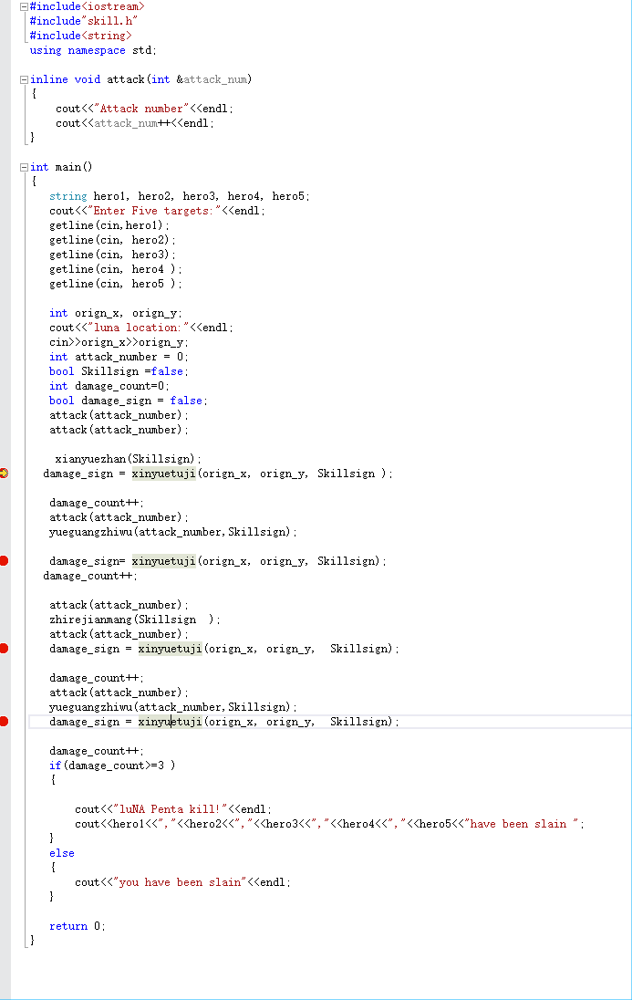 #include<iostream>
#include"skill.h"
#include<string>
using namespace std;
inline void attack(int &attack_num)
{
cout<<"Attack number"<<endl;
cout<<attack_num++<<endl;
}
int main()
{
string hero1, hero2, hero3, hero4, hero5;
cout<<"Enter Five targets:"<<endl;
getline(cin,hero1);
getline(cin, hero2);
getline(cin, hero3);
getline(cin, hero4 );
getline(cin, hero5 );
int orign_x, orign_y;
cout<<"luna location:"<<endl;
cin>>orign_x>>orign_y;
int attack_number = 0;
bool Skillsign =false;
int damage_count=0;
bool damage_sign = false;
attack(attack_number);
attack(attack_number);
xianyuezhan(Skillsign);
damage_sign = xinyuetuji(orign_x, orign_y, Skillsign );
damage_count++;
attack(attack_number);
yueguangzhiwu(attack_number,Skillsign);
damage_sign= xinyuetuji(orign_x, orign_y, Skillsign);
damage_count++;
attack(attack_number);
zhirejianmang(Skillsign  );
attack(attack_number);
damage_sign = xinyuetuji(orign_x, orign_y,  Skillsign);
damage_count++;
attack(attack_number);
yueguangzhiwu(attack_number,Skillsign);
damage_sign = xinyuetuji(orign_x, orign_y,  Skillsign);
damage_count++;
if(damage_count>=3 )
{
cout<<"luNA Penta kill!"<<endl;
cout<<hero1<<","<<hero2<<","<<hero3<<","<<hero4<<","<<hero5<<"have been slain ";
}
else
{
cout<<"you have been slain"<<endl;
}
return 0;
}